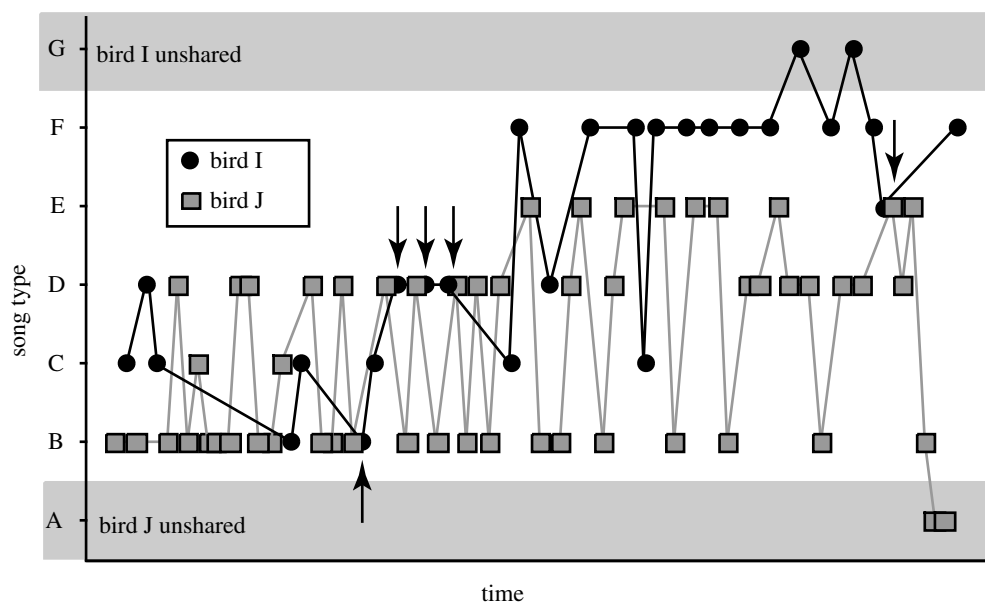 G
bird I unshared
F
bird I
bird J
E
D
C
B
A
bird J unshared
song type
time